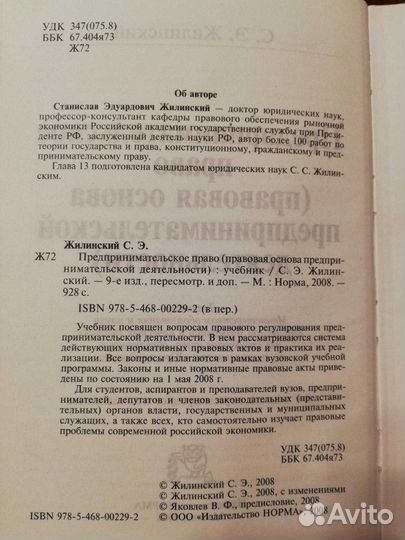 УДК 347(075.8)
ББК 67.404я73
Ж72
С. Э. Жилинский
Об авторе
Станислав Эдуардович Жилинский — доктор юридических наук,
профессор-консультант кафедры правового обеспечения рыночной
экономики Российской академии государственной службы при Прези-
денте РФ, заслуженный деятель науки РФ, автор более 100 работ по
теории государства и права, конституционному, гражданскому и пред-
принимательскому праву.
Глава 13 подготовлена кандидатом юридических наук С. С. Жилин-
ским.
право
(правовая основа
предпринимательской
Жилинский С. Э.
Ж72 Предпринимательское право (правовая основа предпри-
нимательской деятельности) : учебник / С. Э. Жилин-
ский. — 9-е изд., пересмотр. и доп. — М. : Норма, 2008. —
928 с.
ISBN 978-5-468-00229-2 (в пер.)
Учебник посвящен вопросам правового регулирования пред-
принимательской деятельности. В нем рассматриваются система
действующих нормативных правовых актов и практика их реали-
зации. Все вопросы излагаются в рамках вузовской учебной
программы. Законы и иные нормативные правовые акты приве-
дены по состоянию на 1 мая 2008 г.
Для студентов, аспирантов и преподавателей вузов, предпри-
нимателей, депутатов и членов законодательных (представи-
тельных) органов власти, государственных и муниципальных
служащих, а также всех, кто самостоятельно изучает правовые
проблемы современной российской экономики.
УДК 347(075.8)
ББК 67.404я73
© Жилинский С. Э., 2008
© Жилинский С. Э., 2008, с изменениями
© Яковлев В. Ф., предисловие, 2008
ISBN 978-5-468-00229-2 © ООО «Издательство НОРМА», 2008
Avito